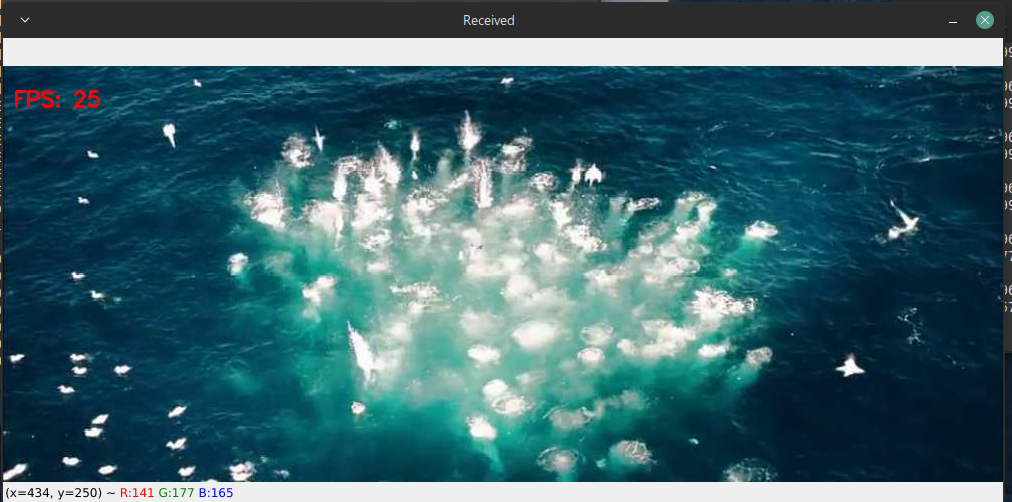 Received
FPS: 25
(x=434, y=250) ~ R:141 G:177 B:165